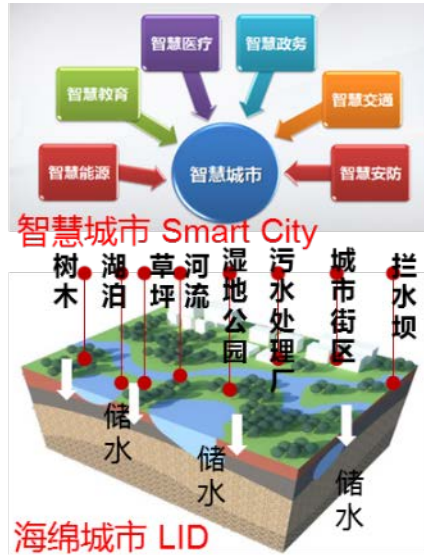 智慧医疗
智慧政务
智慧教育
智慧交通
智慧能源
智慧城市
智慧安防
智慧城市 Smart City
树木
湖泊
草坪
河流
湿地公园
污水处理厂
城市街区
拦水坝
储水
储水
储水
海绵城市 LID